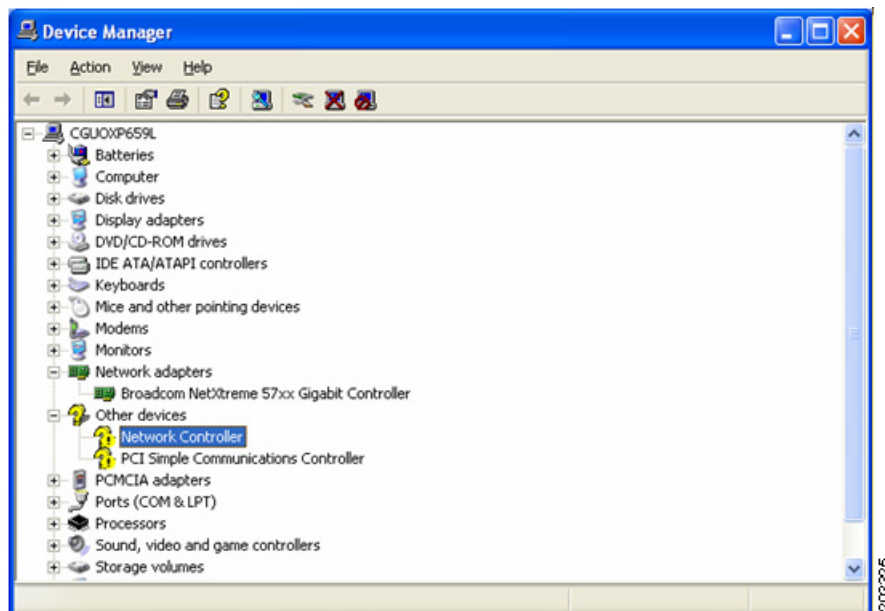 Device Manager
File Action View Help
CGUOXP659L
Batteries
Computer
Disk drives
Display adapters
DVD/CD-ROM drives
IDE ATA/ATAPI controllers
Keyboards
Mice and other pointing devices
Modems
Monitors
Network adapters
Broadcom NetXtreme 57xx Gigabit Controller
Other devices
Network Controller
PCI Simple Communications Controller
PCMCIA adapters
Ports (COM & LPT)
Processors
Sound, video and game controllers
Storage volumes